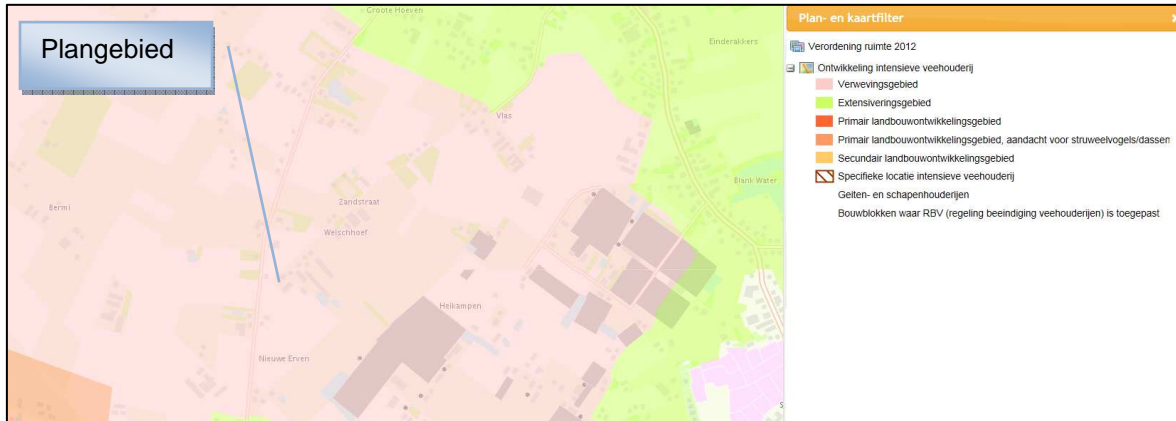 Plangebied
Groote Hoeven
Einderakkers
Vlas
Blank Water
Zandstraat
Bermi
Welschhoef
Heikampen
Nieuwe Erven
Plan- en kaartfilter
Verordening ruimte 2012
Ontwikkeling intensieve veehouderij
Verwevingsgebied
Extensiveringsgebied
Primair landbouwontwikkelingsgebied
Primair landbouwontwikkelingsgebied, aandacht voor struweelvogels/dassen
Secundair landbouwontwikkelingsgebied
Specifieke locatie intensieve veehouderij
Geiten- en schapenhouderijen
Bouwblokken waar RBV (regeling beeindiging veehouderijen) is toegepast